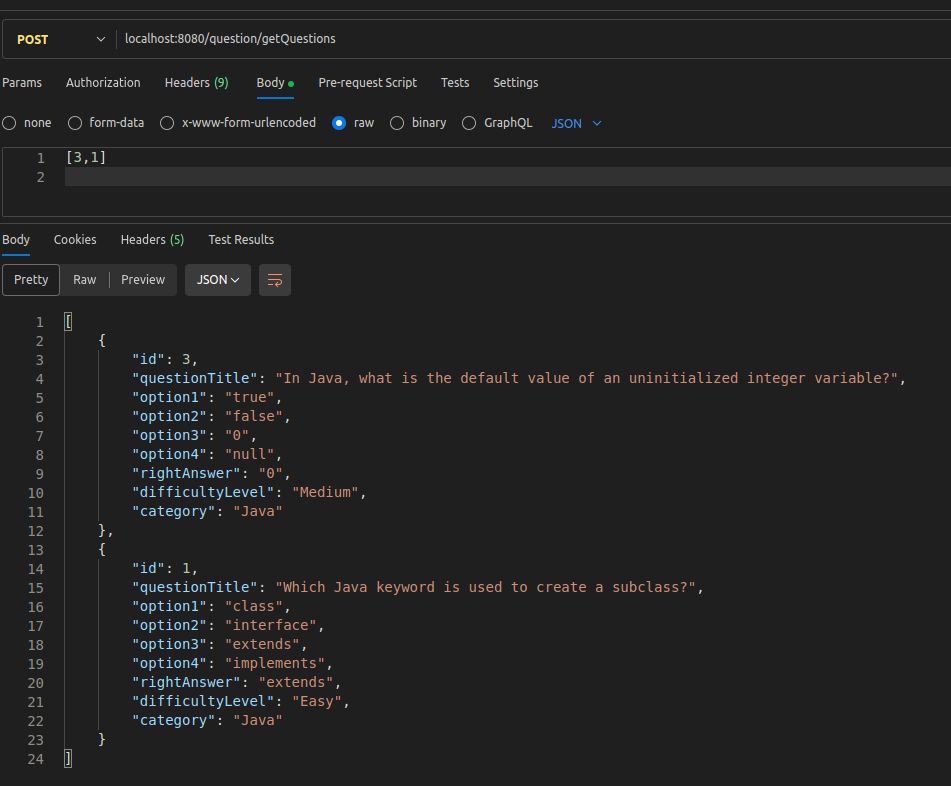 POST localhost:8080/question/getQuestions
Params Authorization Headers (9) Body Pre-request Script Tests Settings
none form-data x-www-form-urlencoded raw binary GraphQL JSON
1 [3,1]
2
Body Cookies Headers (5) Test Results
Pretty Raw Preview JSON
1 [
2 {
3 "id": 3,
4 "questionTitle": "In Java, what is the default value of an uninitialized integer variable?",
5 "option1": "true",
6 "option2": "false",
7 "option3": "0",
8 "option4": "null",
9 "rightAnswer": "0",
10 "difficultyLevel": "Medium",
11 "category": "Java"
12 },
13 {
14 "id": 1,
15 "questionTitle": "Which Java keyword is used to create a subclass?",
16 "option1": "class",
17 "option2": "interface",
18 "option3": "extends",
19 "option4": "implements",
20 "rightAnswer": "extends",
21 "difficultyLevel": "Easy",
22 "category": "Java"
23 }
24 ]